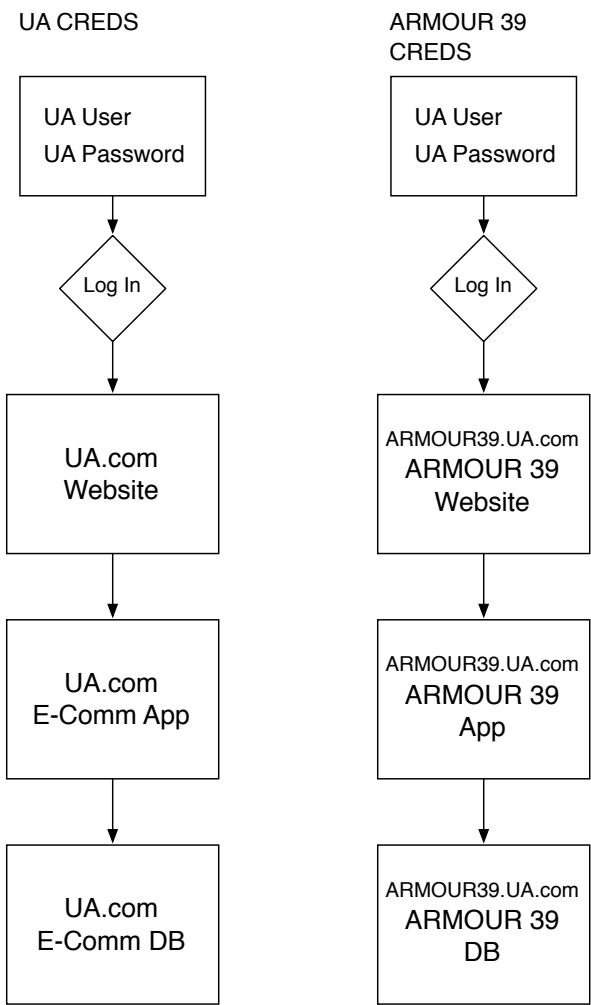 UA CREDS
UA User
UA Password
Log In
UA.com
Website
UA.com
E-Comm App
UA.com
E-Comm DB
ARMOUR 39
CREDS
UA User
UA Password
Log In
ARMOUR39.UA.com
ARMOUR 39
Website
ARMOUR39.UA.com
ARMOUR 39
App
ARMOUR39.UA.com
ARMOUR 39
DB